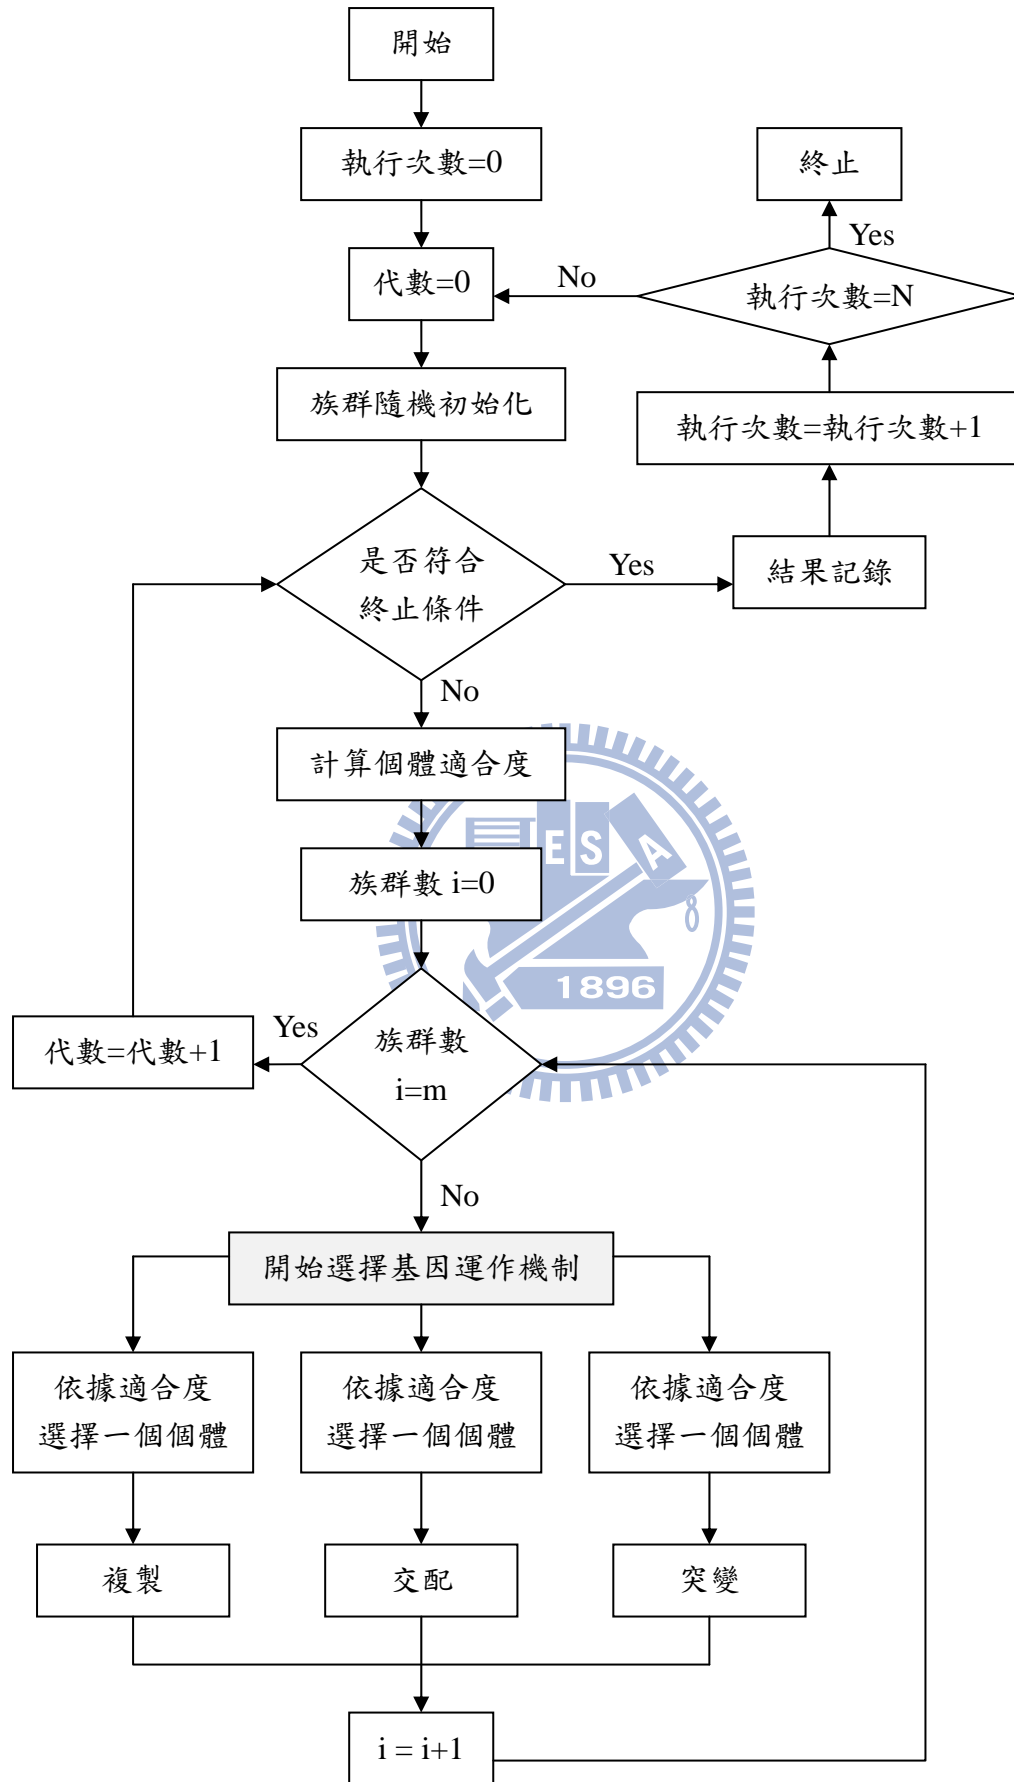 開始
執行次數=0
終止
Yes
代數=0
No
執行次數=N
族群隨機初始化
執行次數=執行次數+1
是否符合
終止條件
Yes
結果記錄
No
計算個體適合度
E S A
族群數 i=0
1896
代數=代數+1
Yes
族群數
i=m
No
開始選擇基因運作機制
依據適合度
選擇一個個體
依據適合度
選擇一個個體
依據適合度
選擇一個個體
複製
交配
突變
i = i+1